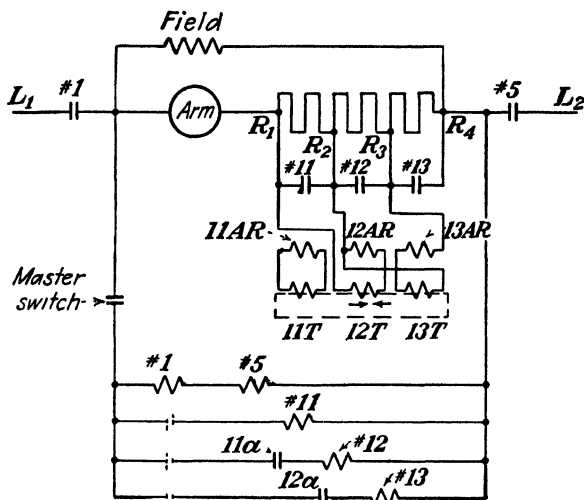 Field
L1 #1 Arm R1 R2 R3 R4 #5 L2
#11 #12 #13
11AR 12AR 13AR
Master switch
11T 12T 13T
#1 #5
#11
11a #12
12a #13